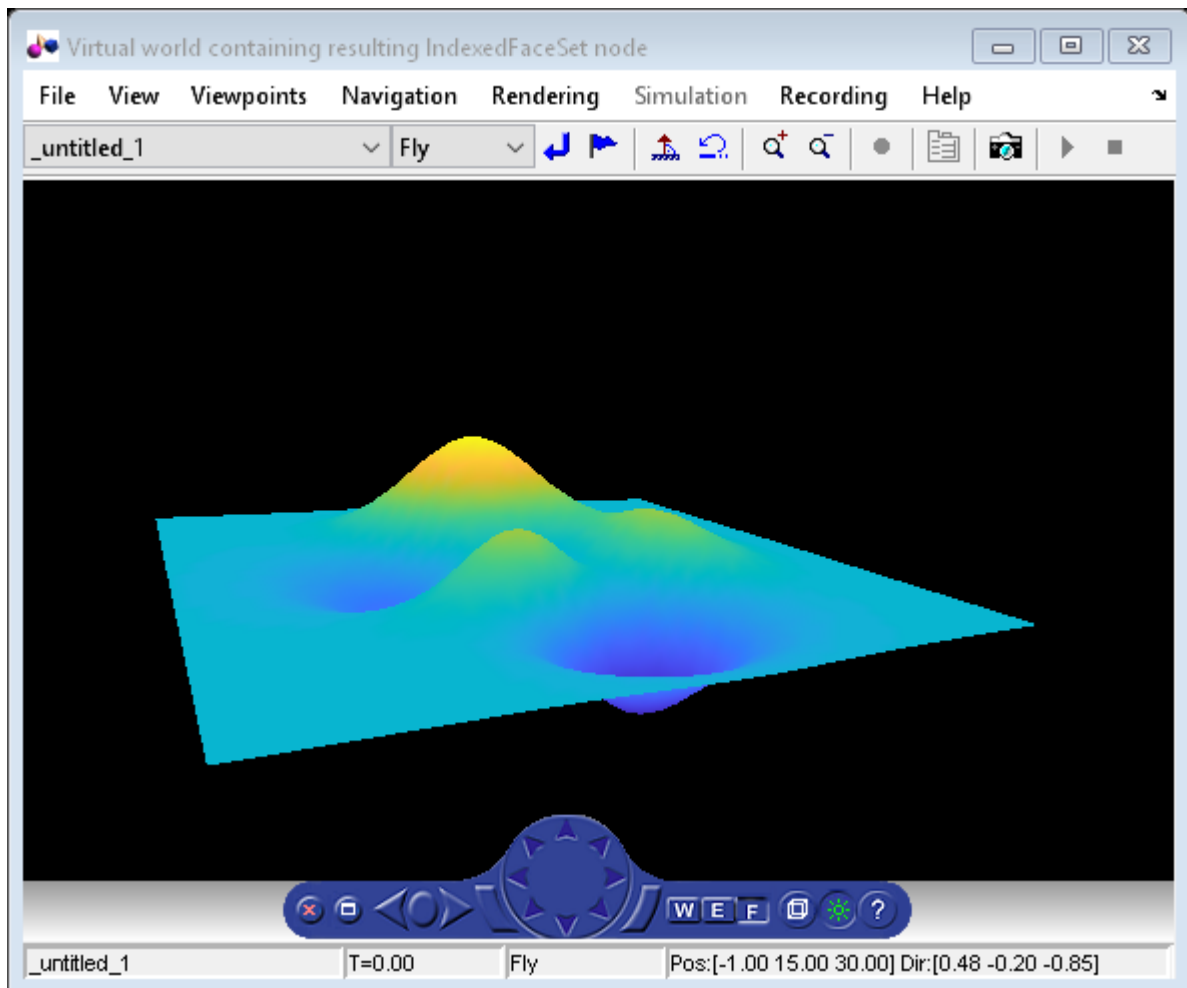 Virtual world containing resulting IndexedFaceSet node
File View Viewpoints Navigation Rendering Simulation Recording Help
_untitled_1 Fly
W E F ?
_untitled_1 T=0.00 Fly Pos:[-1.00 15.00 30.00] Dir:[0.48 -0.20 -0.85]